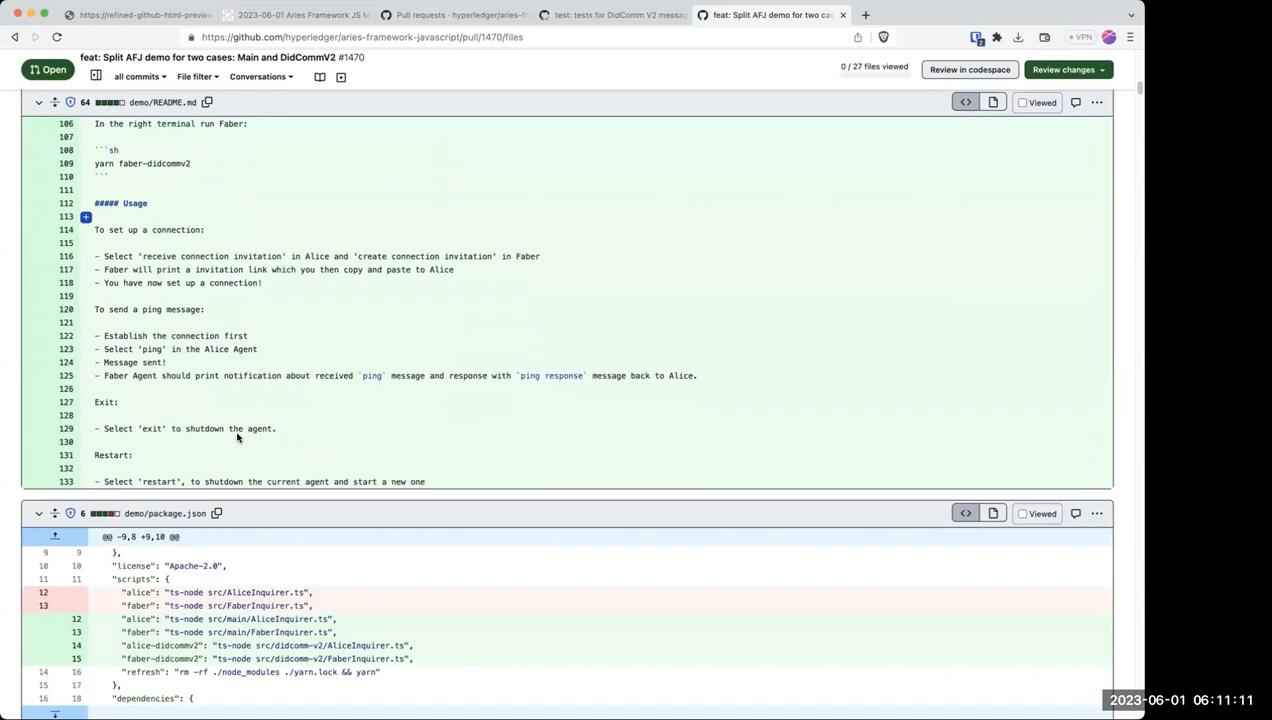 https://refined-github-html-preview
2023-06-01 Aries Framework JS M
Pull requests · hyperledger/aries-
test: tests for DidComm V2 messag
feat: Split AFJ demo for two cas
https://github.com/hyperledger/aries-framework-javascript/pull/1470/files
2
VPN
feat: Split AFJ demo for two cases: Main and DidCommV2 #1470
Open
all commits
File filter
Conversations
0 / 27 files viewed
Review in codespace
Review changes
64 demo/README.md
Viewed
106 In the right terminal run Faber:
107
108 ```sh
109 yarn faber-didcommv2
110 ```
111
112 ##### Usage
113
114 To set up a connection:
115
116 - Select 'receive connection invitation' in Alice and 'create connection invitation' in Faber
117 - Faber will print a invitation link which you then copy and paste to Alice
118 - You have now set up a connection!
119
120 To send a ping message:
121
122 - Establish the connection first
123 - Select 'ping' in the Alice Agent
124 - Message sent!
125 - Faber Agent should print notification about received `ping` message and response with `ping response` message back to Alice.
126
127 Exit:
128
129 - Select 'exit' to shutdown the agent.
130
131 Restart:
132
133 - Select 'restart', to shutdown the current agent and start a new one
6 demo/package.json
Viewed
@@ -9,8 +9,10 @@
9 9 },
10 10 "license": "Apache-2.0",
11 11 "scripts": {
12 "alice": "ts-node src/AliceInquirer.ts",
13 "faber": "ts-node src/FaberInquirer.ts",
12 "alice": "ts-node src/main/AliceInquirer.ts",
13 "faber": "ts-node src/main/FaberInquirer.ts",
14 "alice-didcommv2": "ts-node src/didcomm-v2/AliceInquirer.ts",
15 "faber-didcommv2": "ts-node src/didcomm-v2/FaberInquirer.ts",
14 16 "refresh": "rm -rf ./node_modules ./yarn.lock && yarn"
15 17 },
16 18 "dependencies": {
2023-06-01 06:11:11